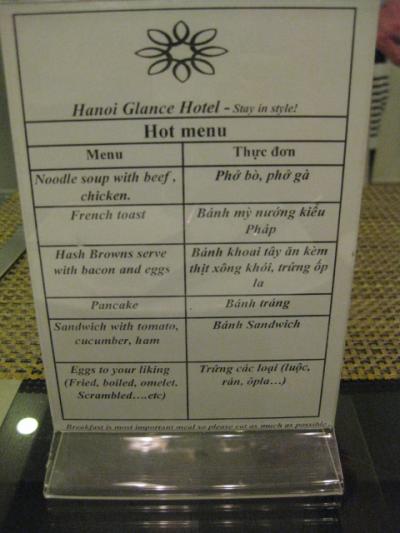 Hanoi Glance Hotel - Stay in style!
Hot menu
Menu
Thực đơn
Noodle soup with beef ,
chicken.
Phở bò, phở gà
French toast
Bánh mỳ nướng kiểu
Pháp
Hash Browns serve
with bacon and eggs
Bánh khoai tây ăn kèm
thịt xông khói, trứng ốp
la
Pancake
Bánh tráng
Sandwich with tomato,
cucumber, ham
Bánh Sandwich
Eggs to your liking
(Fried, boiled, omelet.
Scrambled….etc)
Trứng các loại (luộc,
rán, ôpla…)
Breakfast is most important meal so please eat as much as possible